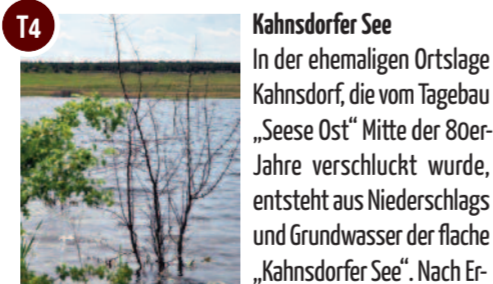 T4
Kahnsdorfer See
In der ehemaligen Ortslage
Kahnsdorf, die vom Tagebau
„Seese Ost“ Mitte der 80er-
Jahre verschluckt wurde,
entsteht aus Niederschlags
und Grundwasser der flache
„Kahnsdorfer See“. Nach Er-